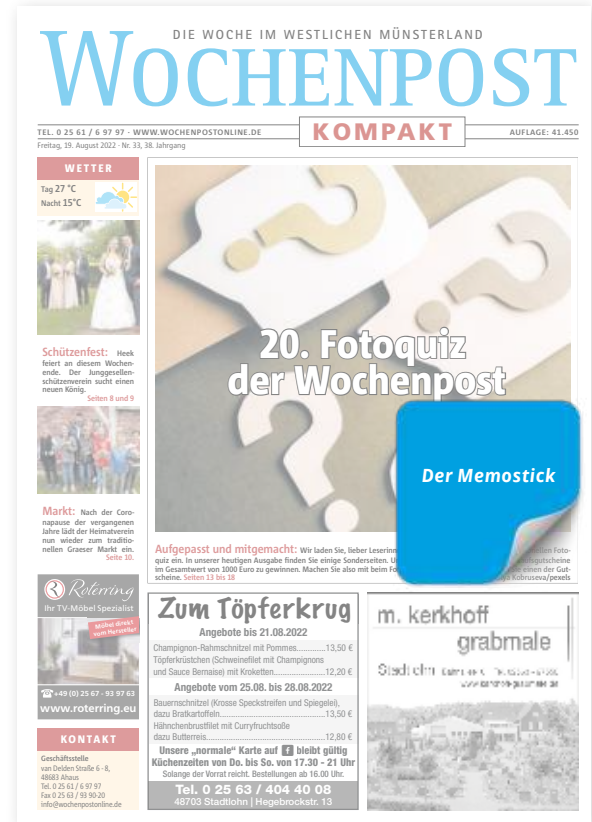 DIE WOCHE IM WESTLICHEN MÜNSTERLAND
WOCHENPOST
TEL. 0 25 61 / 6 97 97 · WWW.WOCHENPOSTONLINE.DE
KOMPAKT
AUFLAGE: 41.450
Freitag, 19. August 2022 · Nr. 33, 38. Jahrgang
WETTER
Tag 27 °C
Nacht 15°C
Schützenfest: Heek
feiert an diesem Wochen-
ende. Der Junggesellen-
schützenverein sucht einen
neuen König.
Seiten 8 und 9
Markt: Nach der Coro-
napause der vergangenen
Jahre lädt der Heimatverein
nun wieder zum traditio-
nellen Graeser Markt ein.
Seite 10.
Roterring
Ihr TV-Möbel Spezialist
Möbel direkt
vom Hersteller
+49 (0) 25 67 - 93 97 63
www.roterring.eu
KONTAKT
Geschäftsstelle
van Delden Straße 6 - 8,
48683 Ahaus
Tel. 0 25 61 / 6 97 97
Fax 0 25 63 / 93 90-20
info@wochenpostonline.de
20. Fotoquiz
der Wochenpost
Der Memostick
Aufgepasst und mitgemacht: Wir laden Sie, lieber Leserinn
ellen Foto-
quiz ein. In unserer heutigen Ausgabe finden Sie einige Sonderseiten. U
fsgutscheine
im Gesamtwert von 1000 Euro zu gewinnen. Machen Sie also mit beim Fo
e einen der Gut-
scheine. Seiten 13 bis 18
Kobruseva/pexels
Zum Töpferkrug
Angebote bis 21.08.2022
Champignon-Rahmschnitzel mit Pommes.............13,50 €
Töpferkrüstchen (Schweinefilet mit Champignons
und Sauce Bernaise) mit Kroketten....................12,20 €
Angebote vom 25.08. bis 28.08.2022
Bauernschnitzel (Krosse Speckstreifen und Spiegelei),
dazu Bratkartoffeln.........................................13,50 €
Hähnchenbrustfilet mit Curryfruchtsoße
dazu Butterreis...............................................12,80 €
Unsere „normale“ Karte auf f bleibt gültig
Küchenzeiten von Do. bis So. von 17.30 - 21 Uhr
Solange der Vorrat reicht. Bestellungen ab 16.00 Uhr.
Tel. 0 25 63 / 404 40 08
48703 Stadtlohn | Hegebrockstr. 13
m. kerkhoff
grabmale
Stadtlohn